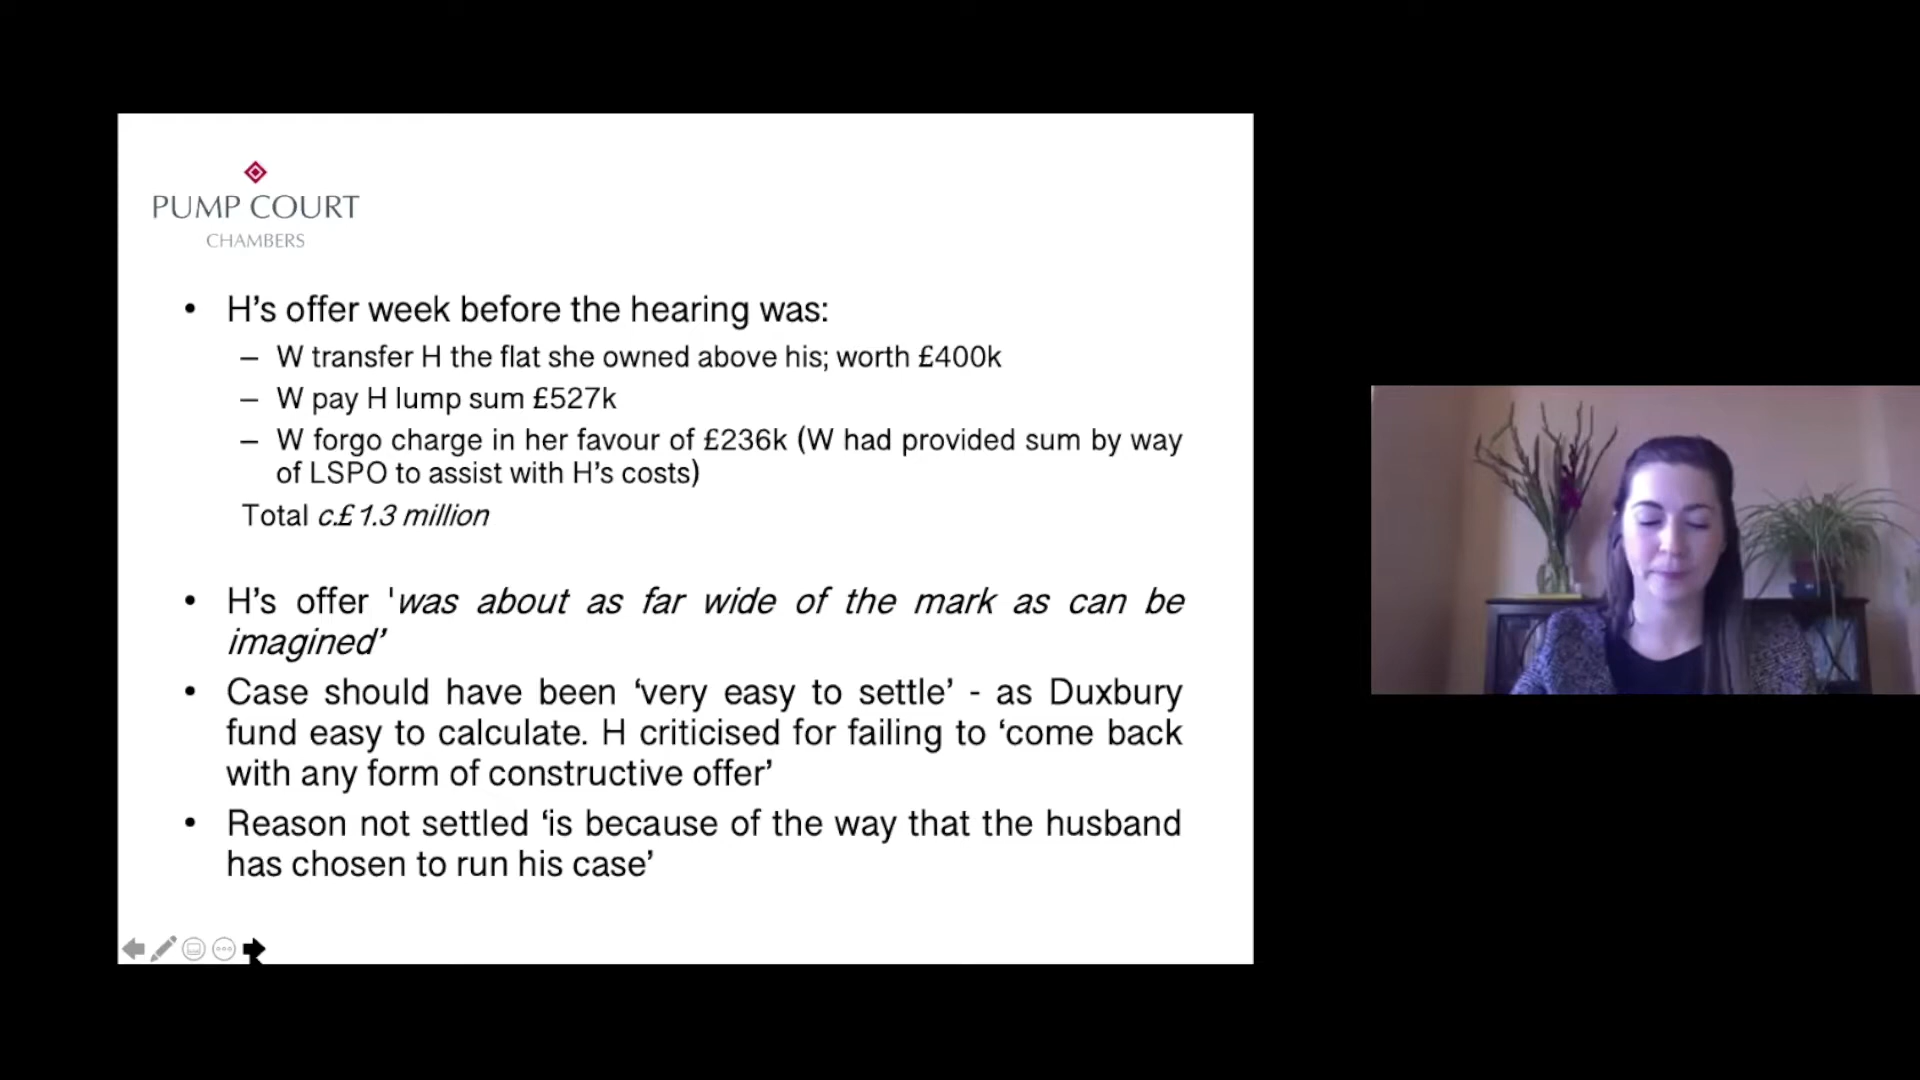 PUMP COURT
CHAMBERS
• H's offer week before the hearing was:
– W transfer H the flat she owned above his; worth £400k
– W pay H lump sum £527k
– W forgo charge in her favour of £236k (W had provided sum by way
of LSPO to assist with H's costs)
Total c.£1.3 million
• H's offer 'was about as far wide of the mark as can be
imagined’
• Case should have been ‘very easy to settle’ - as Duxbury
fund easy to calculate. H criticised for failing to ‘come back
with any form of constructive offer’
• Reason not settled ‘is because of the way that the husband
has chosen to run his case’